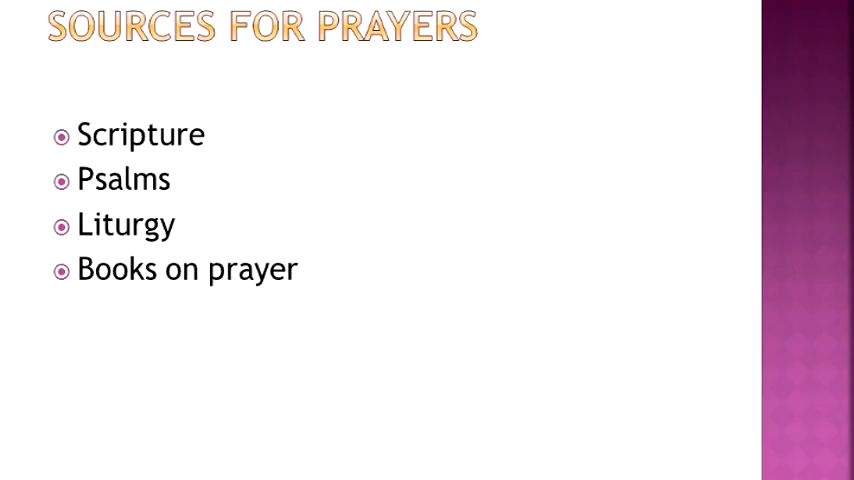 SOURCES FOR PRAYERS
Scripture
Psalms
Liturgy
Books on prayer